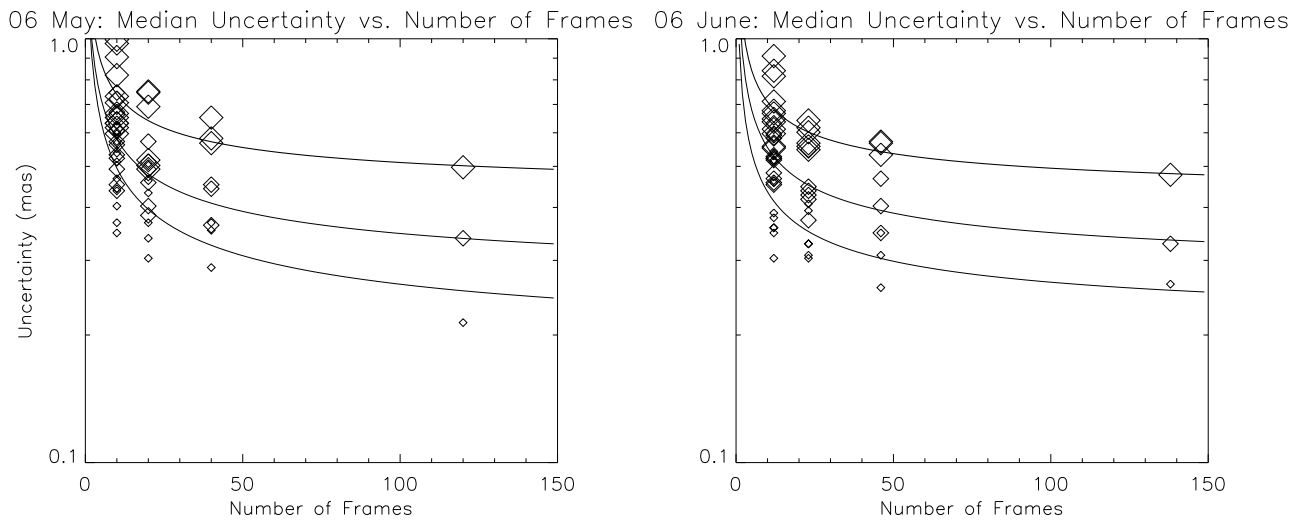 06 May: Median Uncertainty vs. Number of Frames
1.0
Uncertainty (mas)
0.1
0 50 100 150
Number of Frames
06 June: Median Uncertainty vs. Number of Frames
1.0
0.1
0 50 100 150
Number of Frames